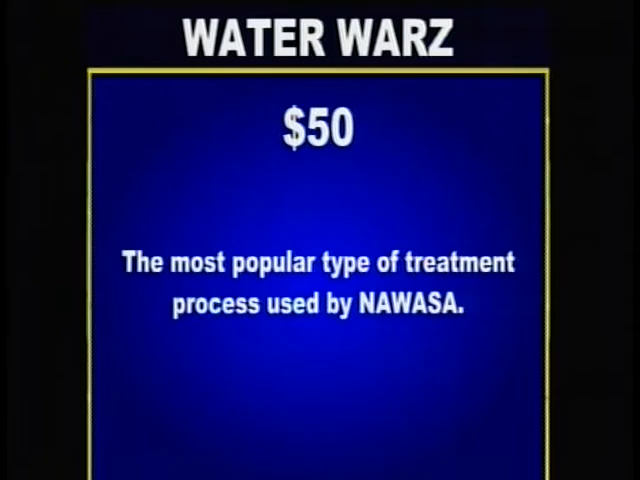 WATER WARZ
$50
The most popular type of treatment
process used by NAWASA.